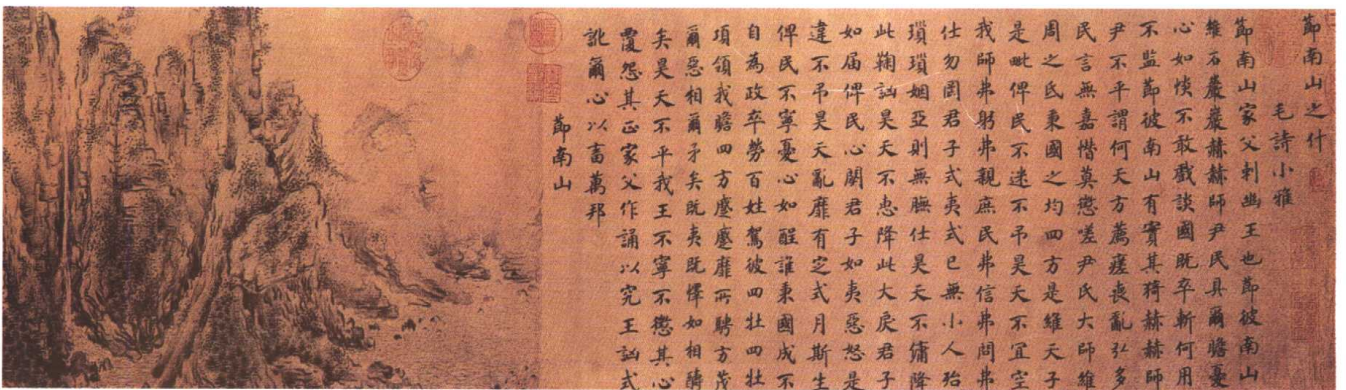 節南山之什
毛詩小雅
節南山家父刺幽王也節彼南山
維石巖巖赫赫師尹民具爾瞻憂
心如惔不敢戲談國既卒斬何用
不監節彼南山有實其猗赫赫師
尹不平謂何天方薦瘥喪亂弘多
民言無嘉憯莫懲嗟尹氏大師維
周之氐秉國之均四方是維天子
是毗俾民不迷不弔昊天不宜空
我師弗躬弗親庶民弗信弗問弗
仕勿罔君子式夷式已無小人殆
瑣瑣姻亞則無膴仕昊天不傭降
此鞠訩昊天不惠降此大戾君子
如届俾民心闋君子如夷惡怒是
違不弔昊天亂靡有定式月斯生
俾民不寧憂心如酲誰秉國成不
自為政卒勞百姓駕彼四牡四牡
項領我瞻四方蹙蹙靡所騁方茂
爾惡相爾矛矣既夷既懌如相醻
矣昊天不平我王不寧不懲其心
覆怨其正家父作誦以究王訩式
訛爾心以畜萬邦
節南山